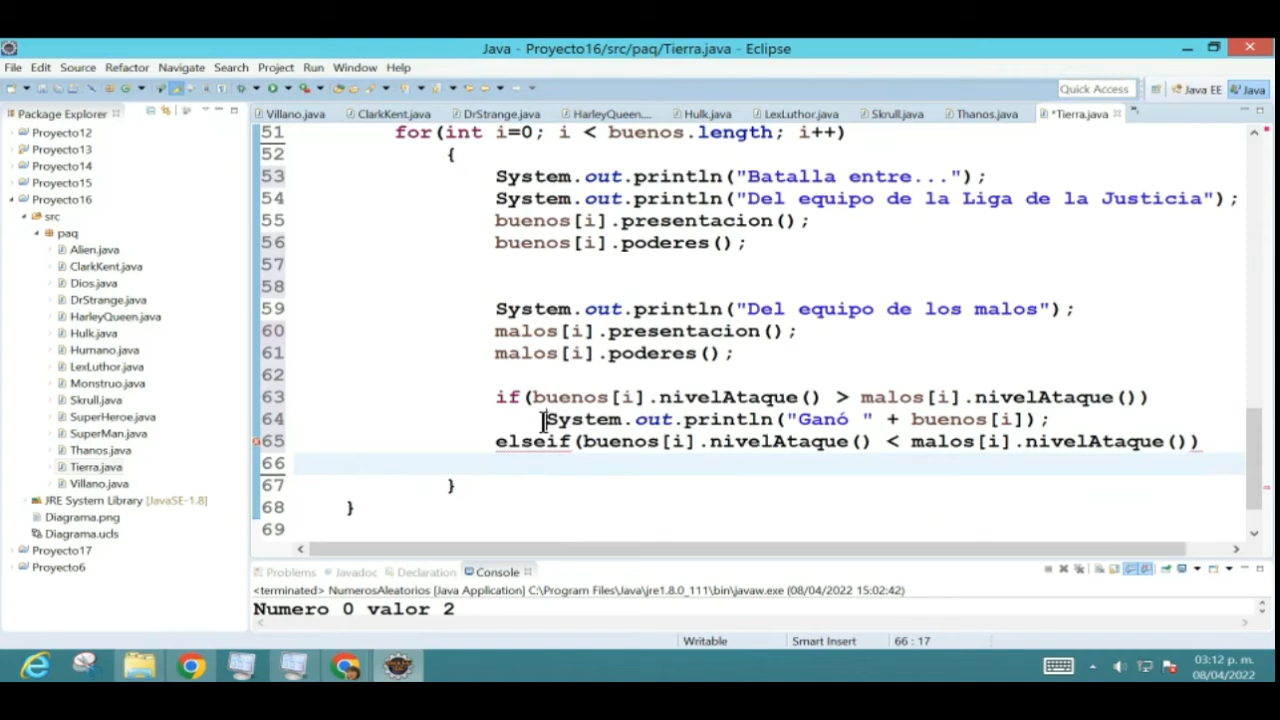 Java - Proyecto16/src/paq/Tierra.java - Eclipse
File Edit Source Refactor Navigate Search Project Run Window Help
Quick Access
Java EE
Java
Package Explorer
Villano.java
ClarkKent.java
DrStrange.java
HarleyQueen....
Hulk.java
LexLuthor.java
Skrull.java
Thanos.java
*Tierra.java
Proyecto12
Proyecto13
Proyecto14
Proyecto15
Proyecto16
src
paq
Alien.java
ClarkKent.java
Dios.java
DrStrange.java
HarleyQueen.java
Hulk.java
Humano.java
LexLuthor.java
Monstruo.java
Skrull.java
SuperHeroe.java
SuperMan.java
Thanos.java
Tierra.java
Villano.java
JRE System Library [JavaSE-1.8]
Diagrama.png
Diagrama.ucls
Proyecto17
Proyecto6
51 for(int i=0; i < buenos.length; i++)
52 {
53 System.out.println("Batalla entre...");
54 System.out.println("Del equipo de la Liga de la Justicia");
55 buenos[i].presentacion();
56 buenos[i].poderes();
57
58
59 System.out.println("Del equipo de los malos");
60 malos[i].presentacion();
61 malos[i].poderes();
62
63 if(buenos[i].nivelAtaque() > malos[i].nivelAtaque())
64 System.out.println("Ganó " + buenos[i]);
65 elseif(buenos[i].nivelAtaque() < malos[i].nivelAtaque())
66
67 }
68 }
69
Problems Javadoc Declaration Console
<terminated> NumerosAleatorios [Java Application] C:\Program Files\Java\jre1.8.0_111\bin\javaw.exe (08/04/2022 15:02:42)
Numero 0 valor 2
Writable
Smart Insert
66 : 17
03:12 p. m.
08/04/2022